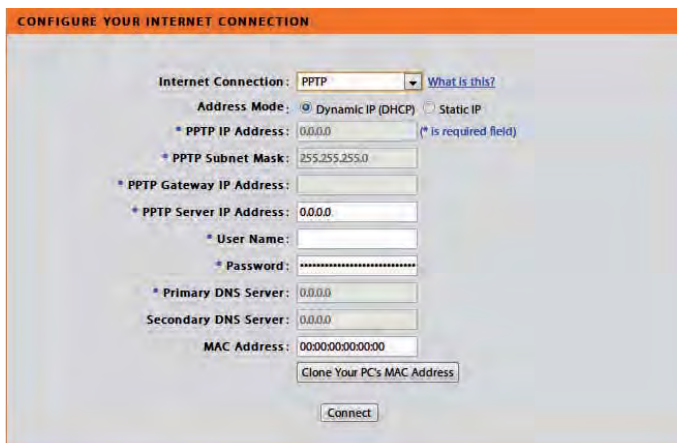 CONFIGURE YOUR INTERNET CONNECTION
Internet Connection: PPTP What is this?
Address Mode: Dynamic IP (DHCP) Static IP
* PPTP IP Address: 0.0.0.0 (* is required field)
* PPTP Subnet Mask: 255.255.255.0
* PPTP Gateway IP Address:
* PPTP Server IP Address: 0.0.0.0
* User Name:
* Password: ••••••••••••••••••••••••••••
* Primary DNS Server: 0.0.0.0
Secondary DNS Server: 0.0.0.0
MAC Address: 00:00:00:00:00:00
Clone Your PC's MAC Address
Connect